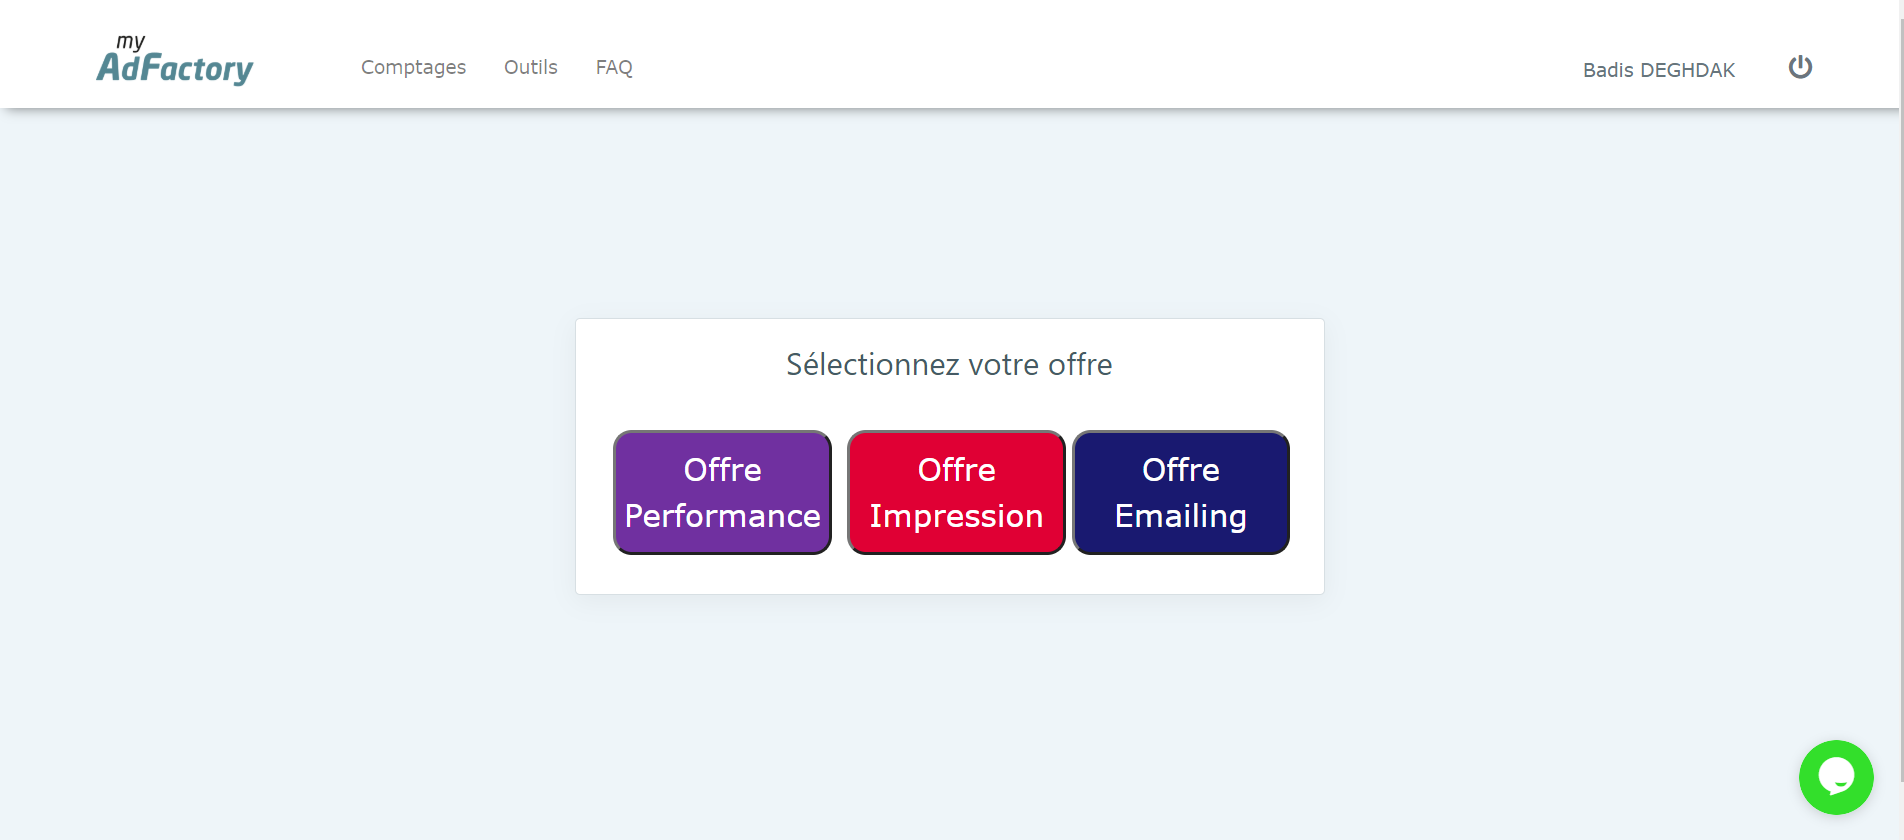 my
AdFactory
Comptages Outils FAQ
Badis DEGHDAK
Sélectionnez votre offre
Offre
Performance
Offre
Impression
Offre
Emailing